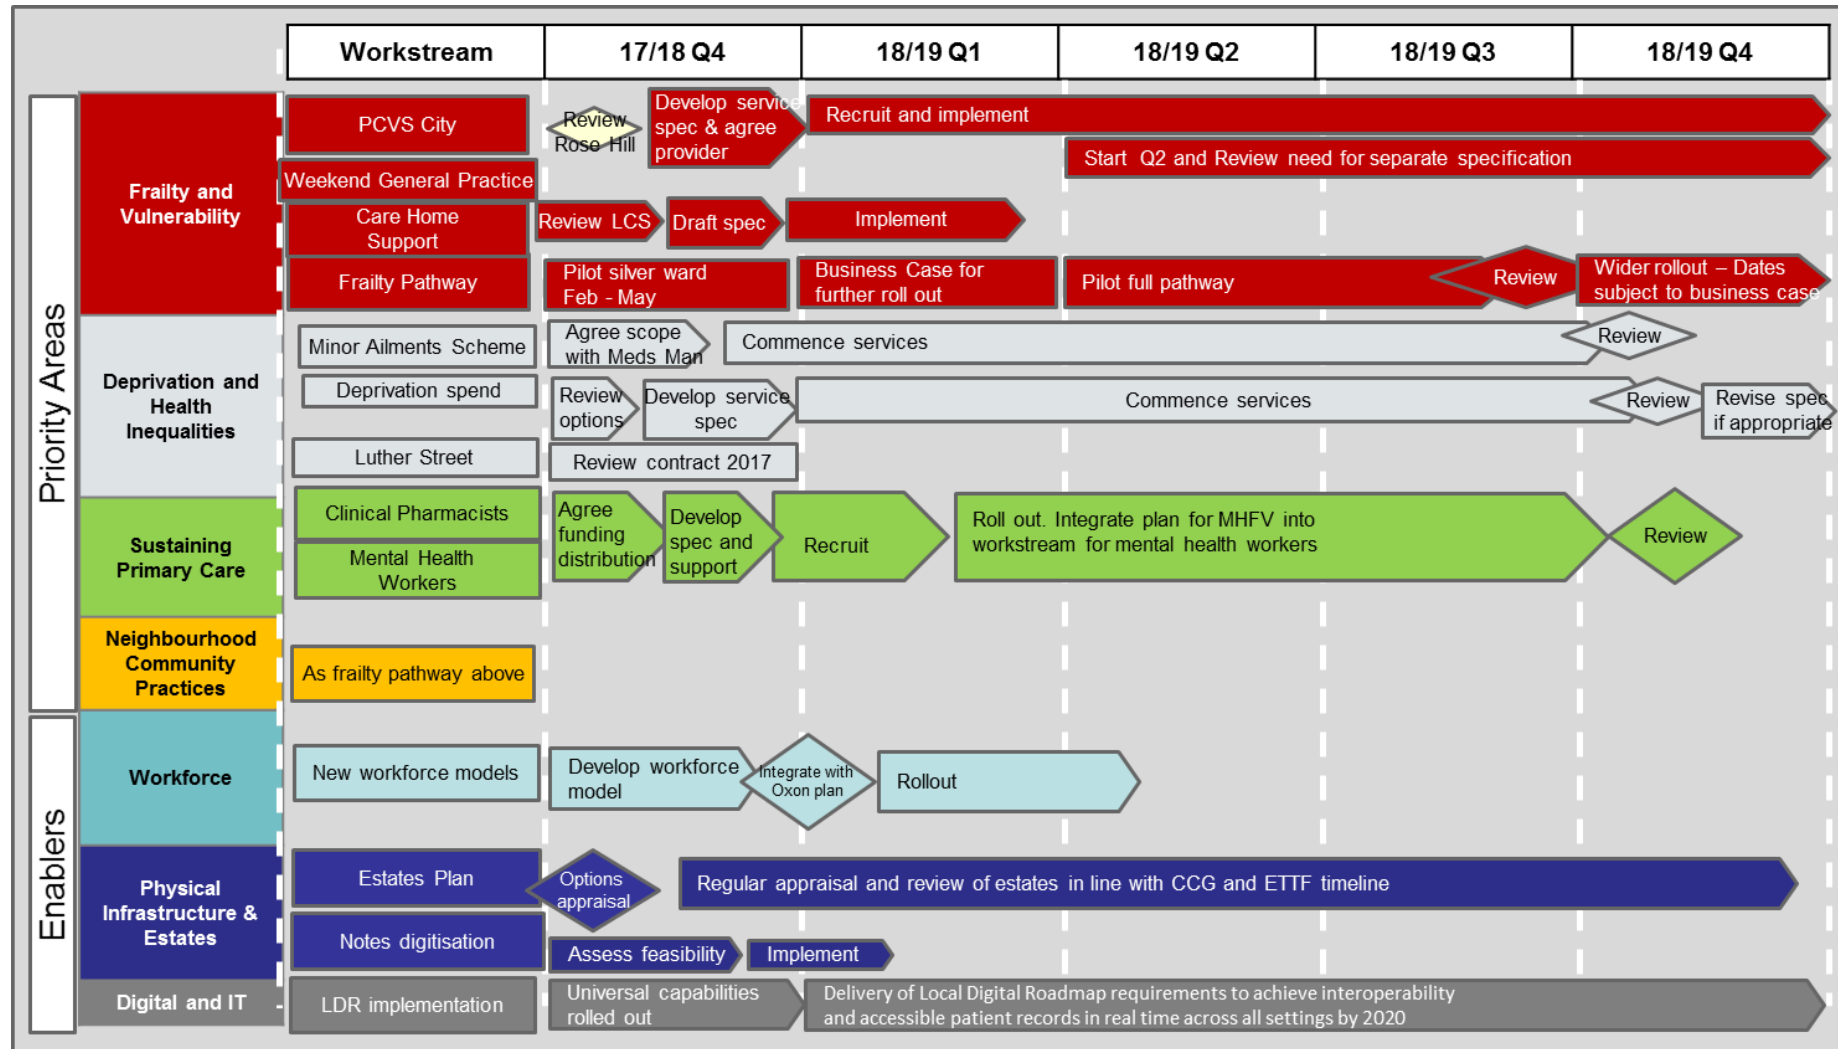 Workstream
17/18 Q4
18/19 Q1
18/19 Q2
18/19 Q3
18/19 Q4
Priority Areas
Frailty and
Vulnerability
PCVS City
Review
Rose Hill
Develop service
spec & agree
provider
Recruit and implement
Weekend General Practice
Start Q2 and Review need for separate specification
Care Home
Support
Review LCS
Draft spec
Implement
Frailty Pathway
Pilot silver ward
Feb - May
Business Case for
further roll out
Pilot full pathway
Review
Wider rollout – Dates
subject to business case
Deprivation and
Health
Inequalities
Minor Ailments Scheme
Agree scope
with Meds Man
Commence services
Review
Deprivation spend
Review
options
Develop service
spec
Commence services
Review
Revise spec
if appropriate
Luther Street
Review contract 2017
Sustaining
Primary Care
Clinical Pharmacists
Mental Health
Workers
Agree
funding
distribution
Develop
spec and
support
Recruit
Roll out. Integrate plan for MHFV into
workstream for mental health workers
Review
Neighbourhood
Community
Practices
As frailty pathway above
Enablers
Workforce
New workforce models
Develop workforce
model
Integrate with
Oxon plan
Rollout
Physical
Infrastructure &
Estates
Estates Plan
Options
appraisal
Regular appraisal and review of estates in line with CCG and ETTF timeline
Notes digitisation
Assess feasibility
Implement
Digital and IT
LDR implementation
Universal capabilities
rolled out
Delivery of Local Digital Roadmap requirements to achieve interoperability
and accessible patient records in real time across all settings by 2020